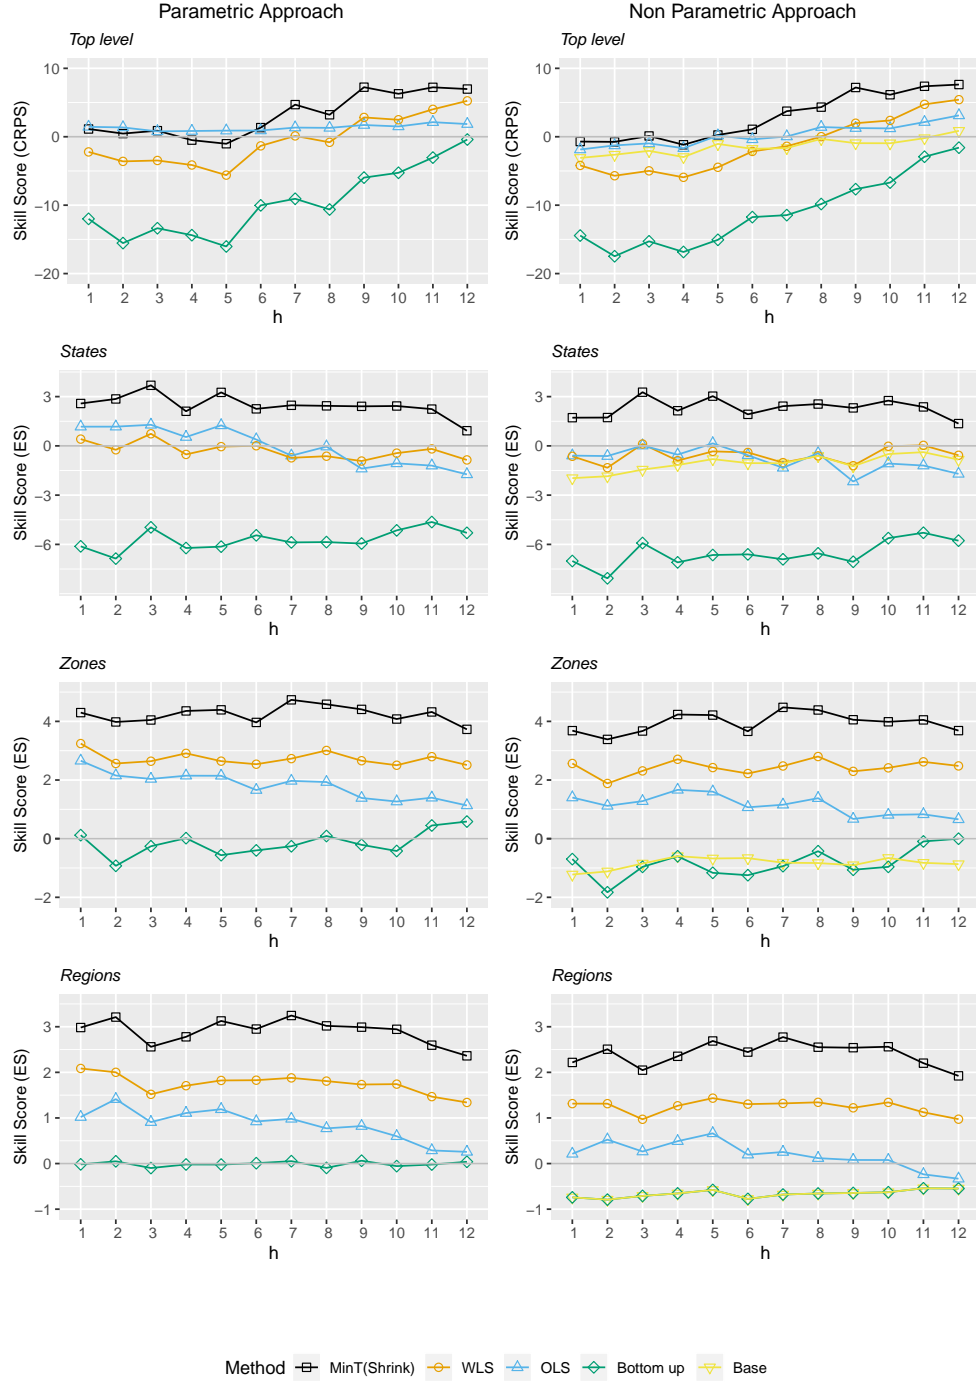 Parametric Approach
Non Parametric Approach
Top level
Top level
Skill Score (CRPS)
10
0
−10
−20
1 2 3 4 5 6 7 8 9 10 11 12
h
Skill Score (CRPS)
10
0
−10
−20
1 2 3 4 5 6 7 8 9 10 11 12
h
States
States
Skill Score (ES)
3
0
−3
−6
1 2 3 4 5 6 7 8 9 10 11 12
h
Skill Score (ES)
3
0
−3
−6
1 2 3 4 5 6 7 8 9 10 11 12
h
Zones
Zones
Skill Score (ES)
4
2
0
−2
1 2 3 4 5 6 7 8 9 10 11 12
h
Skill Score (ES)
4
2
0
−2
1 2 3 4 5 6 7 8 9 10 11 12
h
Regions
Regions
Skill Score (ES)
3
2
1
0
−1
1 2 3 4 5 6 7 8 9 10 11 12
h
Skill Score (ES)
3
2
1
0
−1
1 2 3 4 5 6 7 8 9 10 11 12
h
Method MinT(Shrink) WLS OLS Bottom up Base